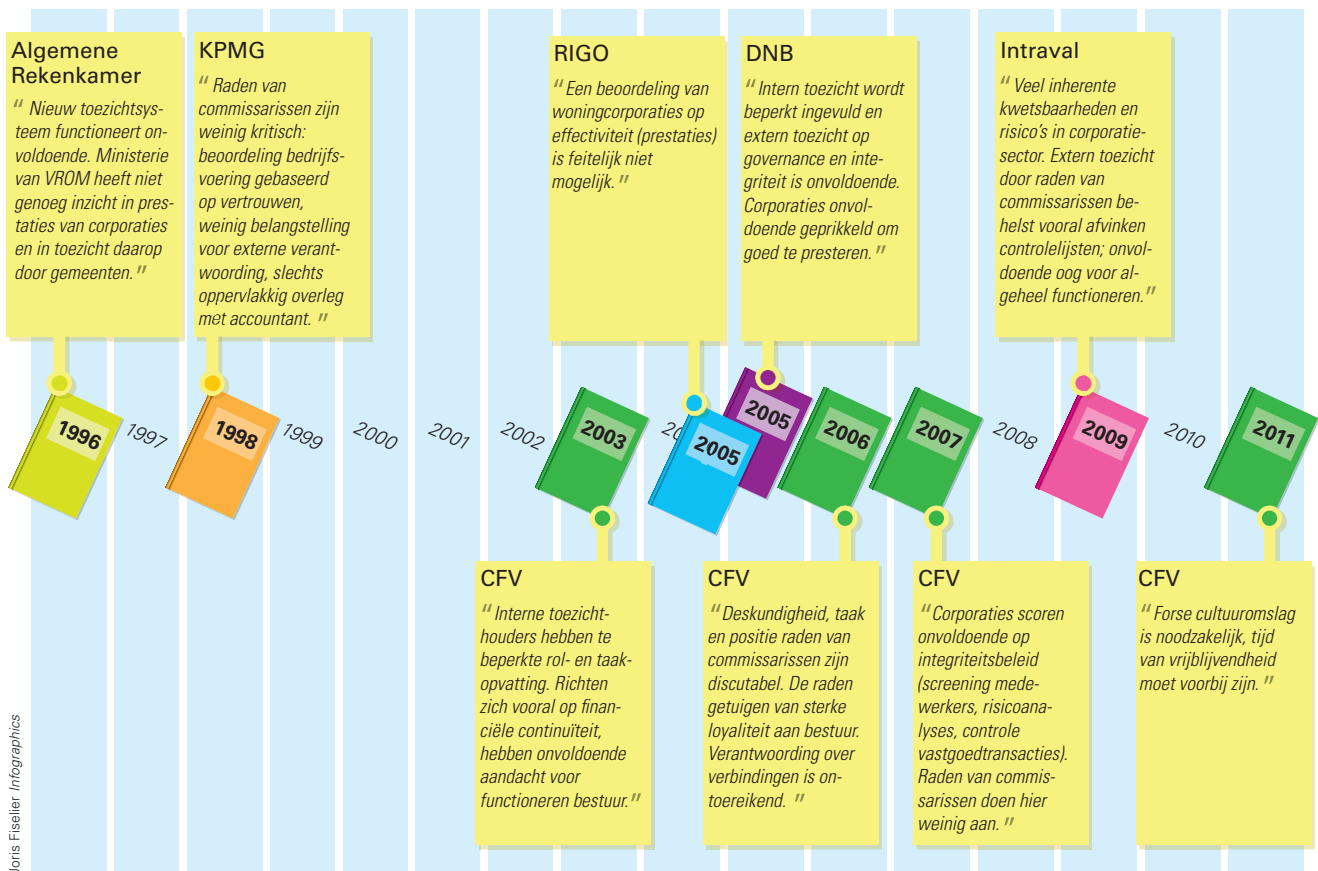 Algemene
Rekenkamer
" Nieuw toezichtsys-
teem functioneert on-
voldoende. Ministerie
van VROM heeft niet
genoeg inzicht in pres-
taties van corporaties
en in toezicht daarop
door gemeenten."
KPMG
" Raden van
commissarissen zijn
weinig kritisch:
beoordeling bedrijfs-
voering gebaseerd
op vertrouwen,
weinig belangstelling
voor externe verant-
woording, slechts
oppervlakkig overleg
met accountant. "
RIGO
" Een beoordeling van
woningcorporaties op
effectiviteit (prestaties)
is feitelijk niet
mogelijk. "
DNB
" Intern toezicht wordt
beperkt ingevuld en
extern toezicht op
governance en inte-
griteit is onvoldoende.
Corporaties onvol-
doende geprikkeld om
goed te presteren. "
Intraval
" Veel inherente
kwetsbaarheden en
risico's in corporatie-
sector. Extern toezicht
door raden van
commissarissen be-
helst vooral afvinken
controlelijsten; onvol-
doende oog voor al-
geheel functioneren."
1996
1997
1998
1999
2000
2001
2002
2003
2005
2005
2006
2007
2008
2009
2010
2011
CFV
" Interne toezicht-
houders hebben te
beperkte rol- en taak-
opvatting. Richten
zich vooral op finan-
ciële continuïteit,
hebben onvoldoende
aandacht voor
functioneren bestuur."
CFV
" Deskundigheid, taak
en positie raden van
commissarissen zijn
discutabel. De raden
getuigen van sterke
loyaliteit aan bestuur.
Verantwoording over
verbindingen is on-
toereikend. "
CFV
" Corporaties scoren
onvoldoende op
integriteitsbeleid
(screening mede-
werkers, risicoana-
lyses, controle
vastgoedtransacties).
Raden van commis-
sarissen doen hier
weinig aan. "
CFV
" Forse cultuuromslag
is noodzakelijk, tijd
van vrijblijvendheid
moet voorbij zijn. "
Joris Fiselier Infographics